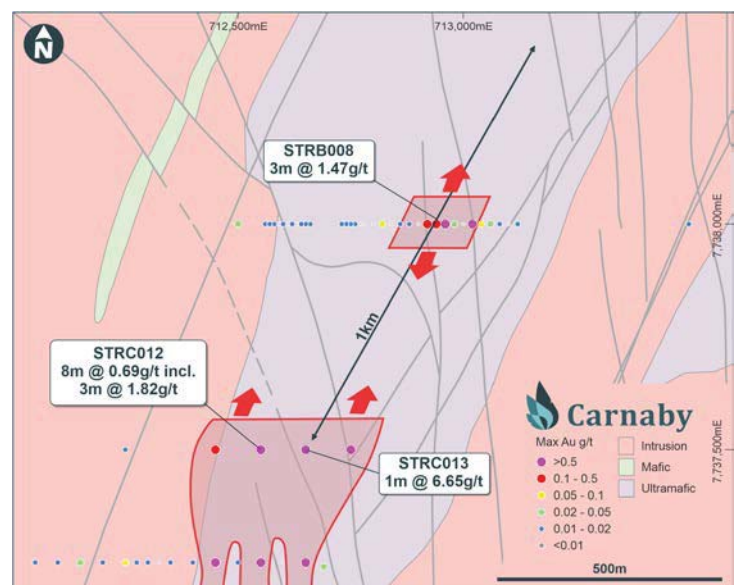 712,500mE
713,000mE
N
STRB008
3m @ 1.47g/t
7,738,000mN
1km
STRC012
8m @ 0.69g/t incl.
3m @ 1.82g/t
Carnaby
Max Au g/t
>0.5
0.1 - 0.5
0.05 - 0.1
0.02 - 0.05
0.01 - 0.02
<0.01
Intrusion
Mafic
Ultramafic
STRC013
1m @ 6.65g/t
7,737,500mN
500m